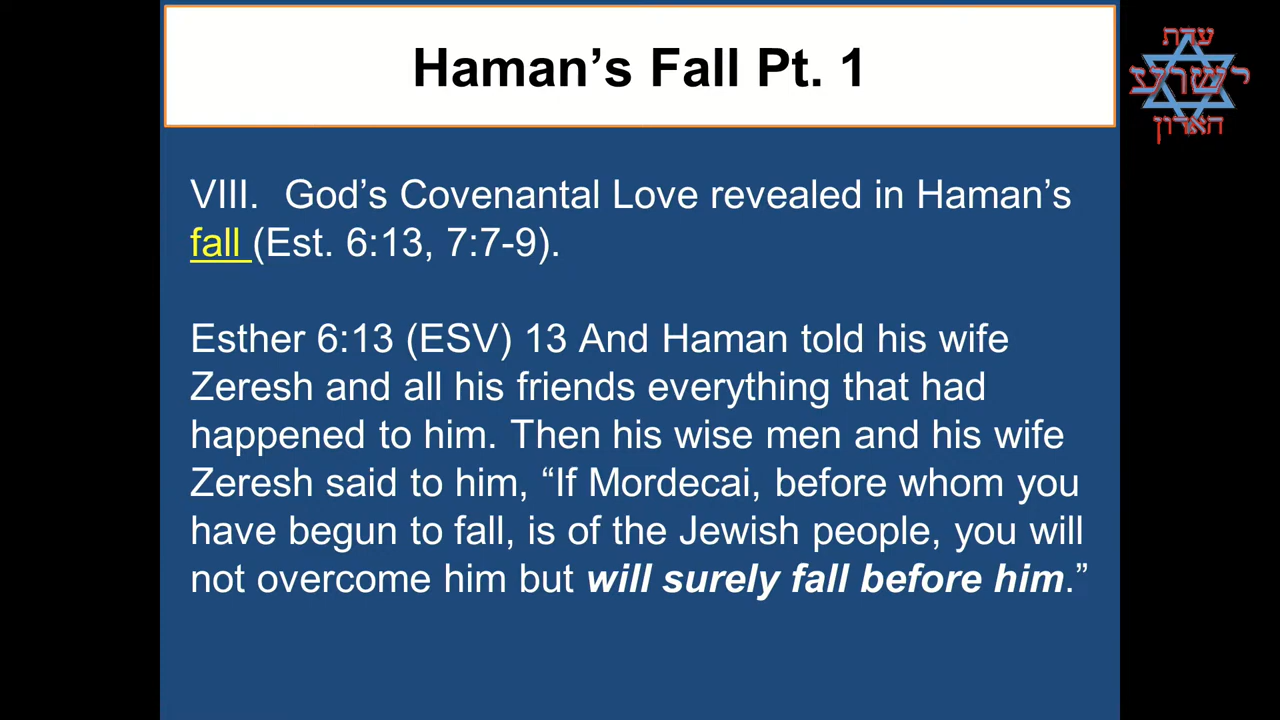 Haman’s Fall Pt. 1
עדת
ישוע
האדון
VIII. God’s Covenantal Love revealed in Haman’s
fall (Est. 6:13, 7:7-9).
Esther 6:13 (ESV) 13 And Haman told his wife
Zeresh and all his friends everything that had
happened to him. Then his wise men and his wife
Zeresh said to him, “If Mordecai, before whom you
have begun to fall, is of the Jewish people, you will
not overcome him but will surely fall before him.”